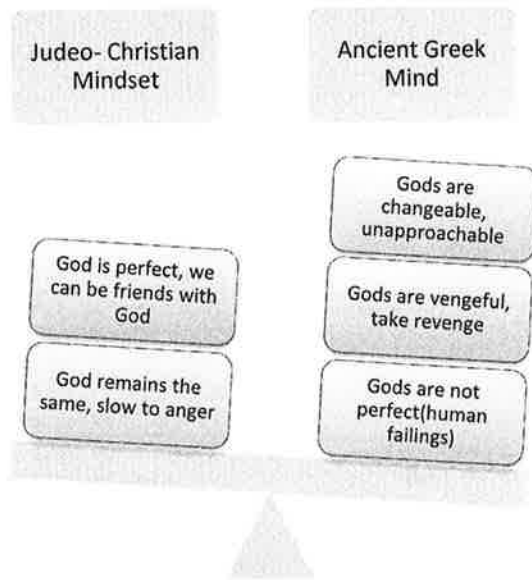 Judeo- Christian
Mindset
Ancient Greek
Mind
God is perfect, we
can be friends with
God
God remains the
same, slow to anger
Gods are
changeable,
unapproachable
Gods are vengeful,
take revenge
Gods are not
perfect(human
failings)